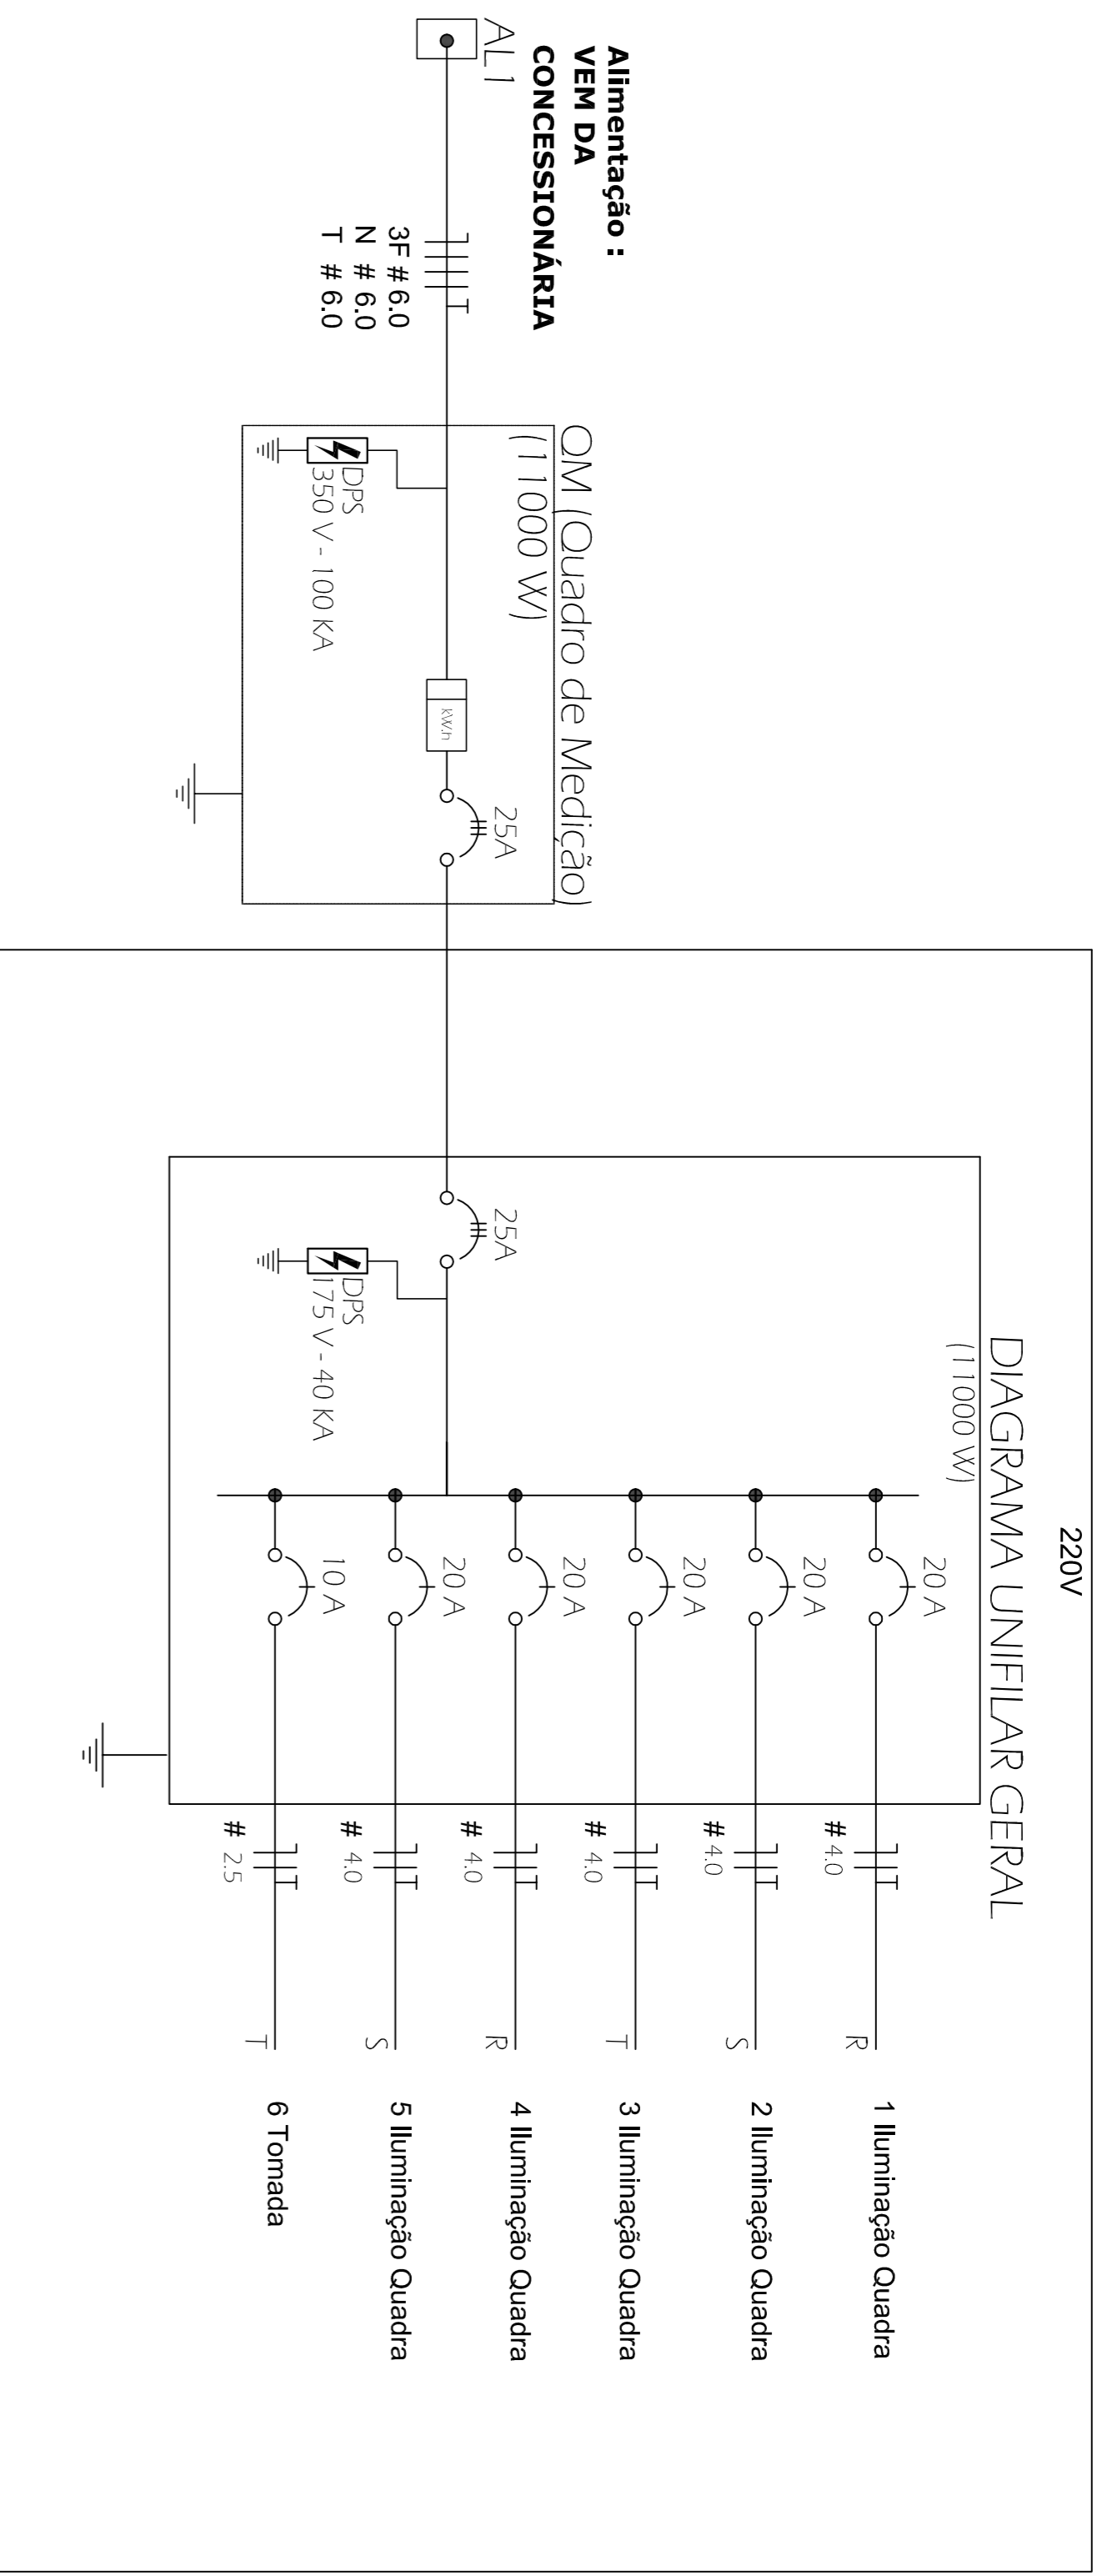 220V
DIAGRAMA UNIFILAR GERAL
(11000 W)
Alimentação :
VEM DA
CONCESSIONÁRIA
AL1
3F # 6.0
N # 6.0
T # 6.0
QM (Quadro de Medição)
(11000 W)
DPS
350 V - 100 KA
kW.h
25A
25A
DPS
175 V - 40 KA
20 A
# 4.0
R
1 Iluminação Quadra
20 A
# 4.0
S
2 Iluminação Quadra
20 A
# 4.0
T
3 Iluminação Quadra
20 A
# 4.0
R
4 Iluminação Quadra
20 A
# 4.0
S
5 Iluminação Quadra
10 A
# 2.5
T
6 Tomada